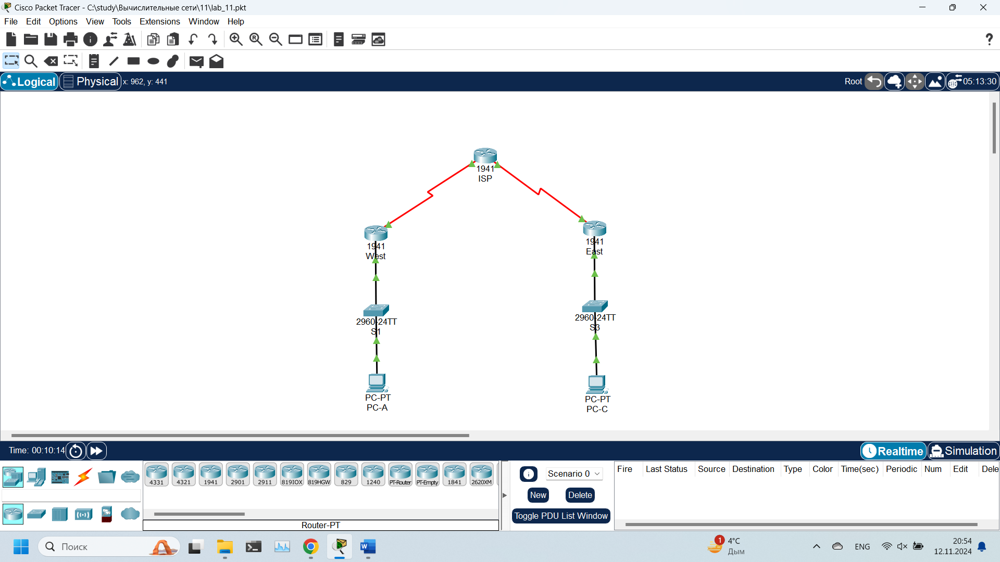 Cisco Packet Tracer - C:\study\Вычислительные сети\11\lab_11.pkt
File Edit Options View Tools Extensions Window Help
Logical Physical x: 962, y: 441 Root 05:13:30
1941
ISP
1941
West
1941
East
2960-24TT
S1
2960-24TT
S3
PC-PT
PC-A
PC-PT
PC-C
Time: 00:10:14 Realtime Simulation
4331 4321 1941 2901 2911 819IOX 819HGW 829 1240 PT-Router PT-Empty 1841 2620XM
Router-PT
Scenario 0
New Delete
Toggle PDU List Window
Fire Last Status Source Destination Type Color Time(sec) Periodic Num Edit Dele
Поиск
1
4°C
Дым
ENG
20:54
12.11.2024